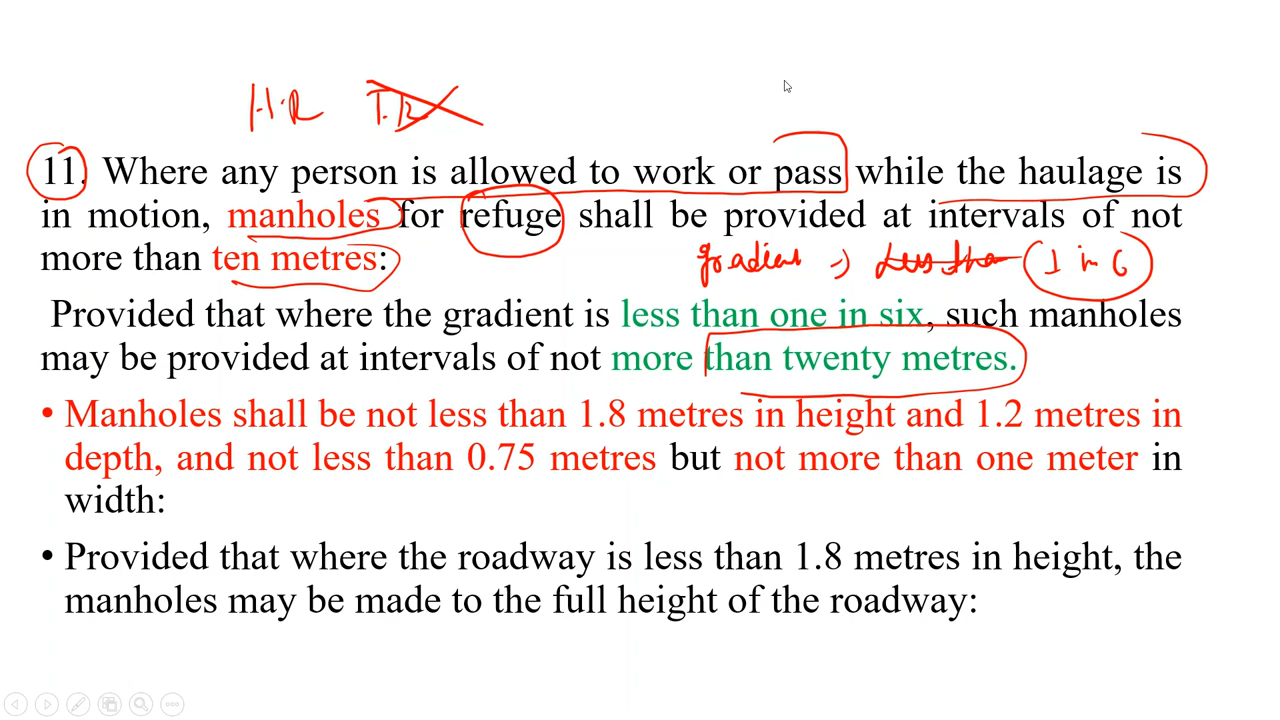 H.R T.R
11. Where any person is allowed to work or pass while the haulage is
in motion, manholes for refuge shall be provided at intervals of not
more than ten metres:
gradient → Less than 1 in 6
Provided that where the gradient is less than one in six, such manholes
may be provided at intervals of not more than twenty metres.
• Manholes shall be not less than 1.8 metres in height and 1.2 metres in
depth, and not less than 0.75 metres but not more than one meter in
width:
• Provided that where the roadway is less than 1.8 metres in height, the
manholes may be made to the full height of the roadway: